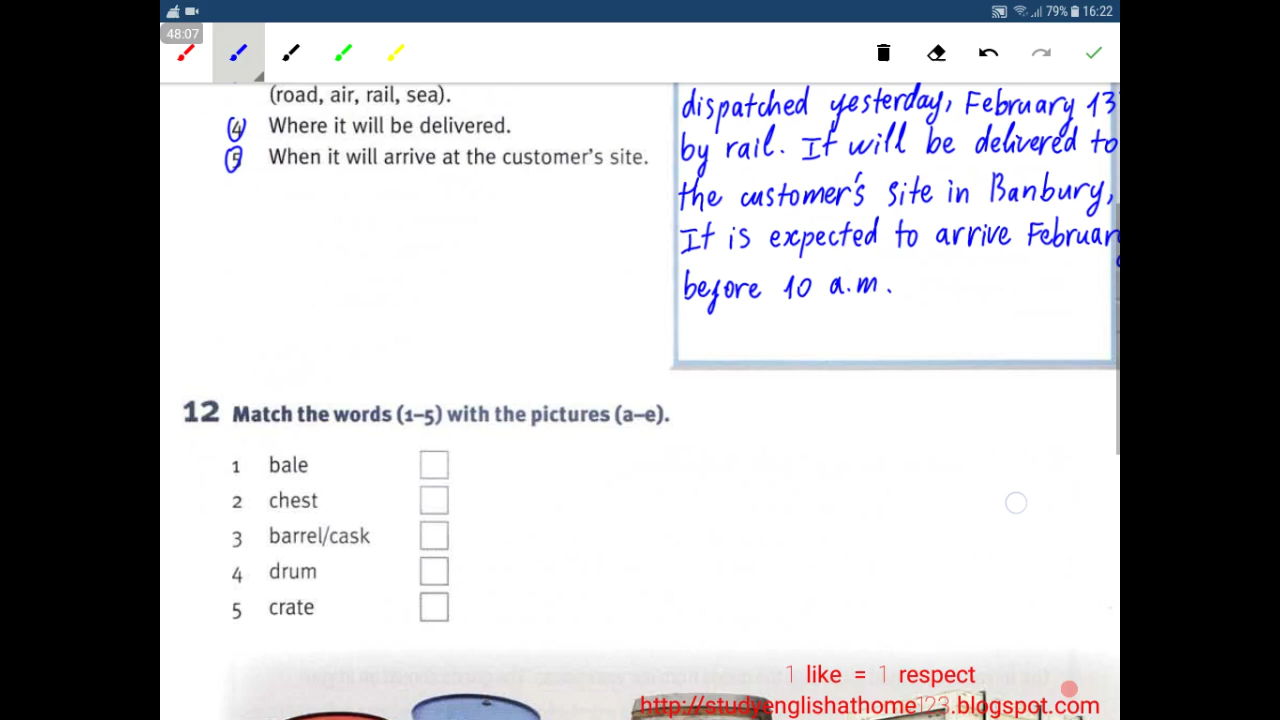 79% 16:22
48:07
(road, air, rail, sea).
4 Where it will be delivered.
5 When it will arrive at the customer's site.
dispatched yesterday, February 13
by rail. It will be delivered to
the customer's site in Banbury,
It is expected to arrive Februar
before 10 a.m.
12 Match the words (1–5) with the pictures (a–e).
1 bale
2 chest
3 barrel/cask
4 drum
5 crate
1 like = 1 respect
http://studyenglishathome123.blogspot.com